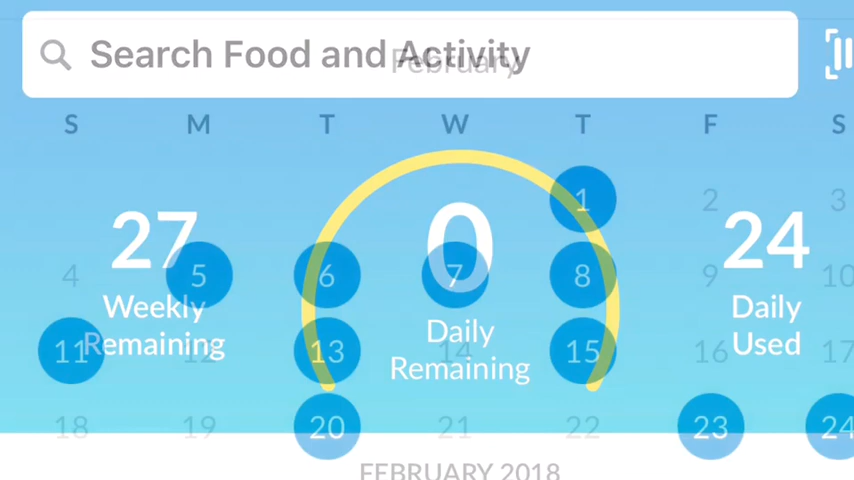 Search Food and Activity
February
S M T W T F S
1 2 3
27 0 24
4 5 6 7 8 9 10
Weekly Remaining
Daily Remaining
Daily Used
11 12 13 14 15 16 17
18 19 20 21 22 23 24
FEBRUARY 2018